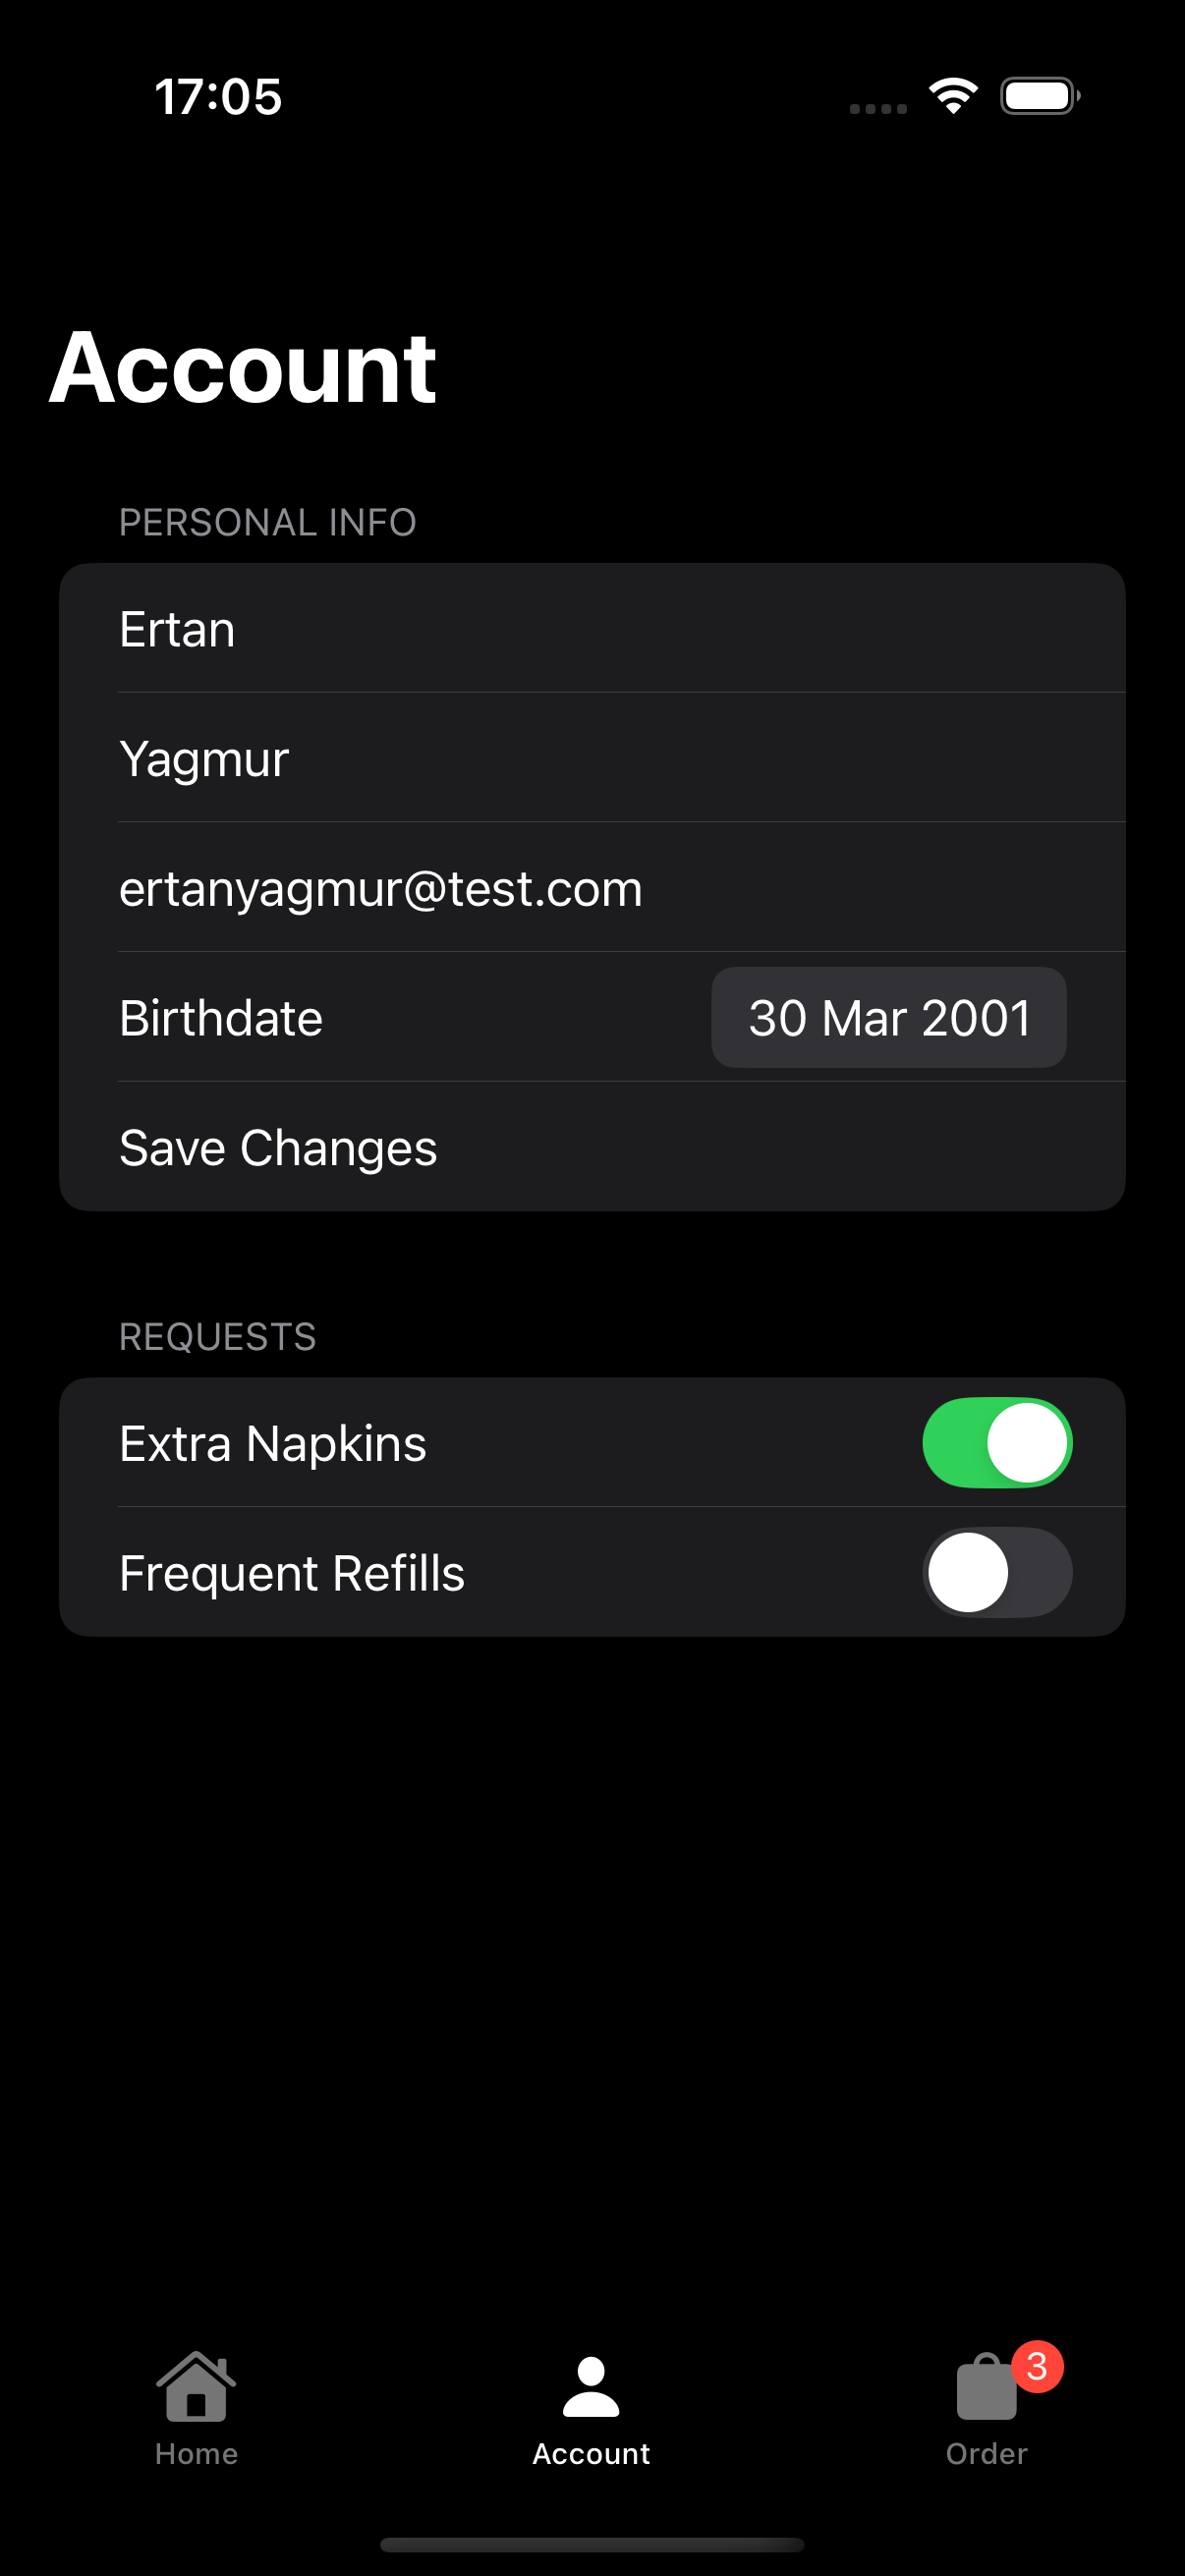 17:05
Account
PERSONAL INFO
Ertan
Yagmur
ertanyagmur@test.com
Birthdate 30 Mar 2001
Save Changes
REQUESTS
Extra Napkins
Frequent Refills
3
Home Account Order